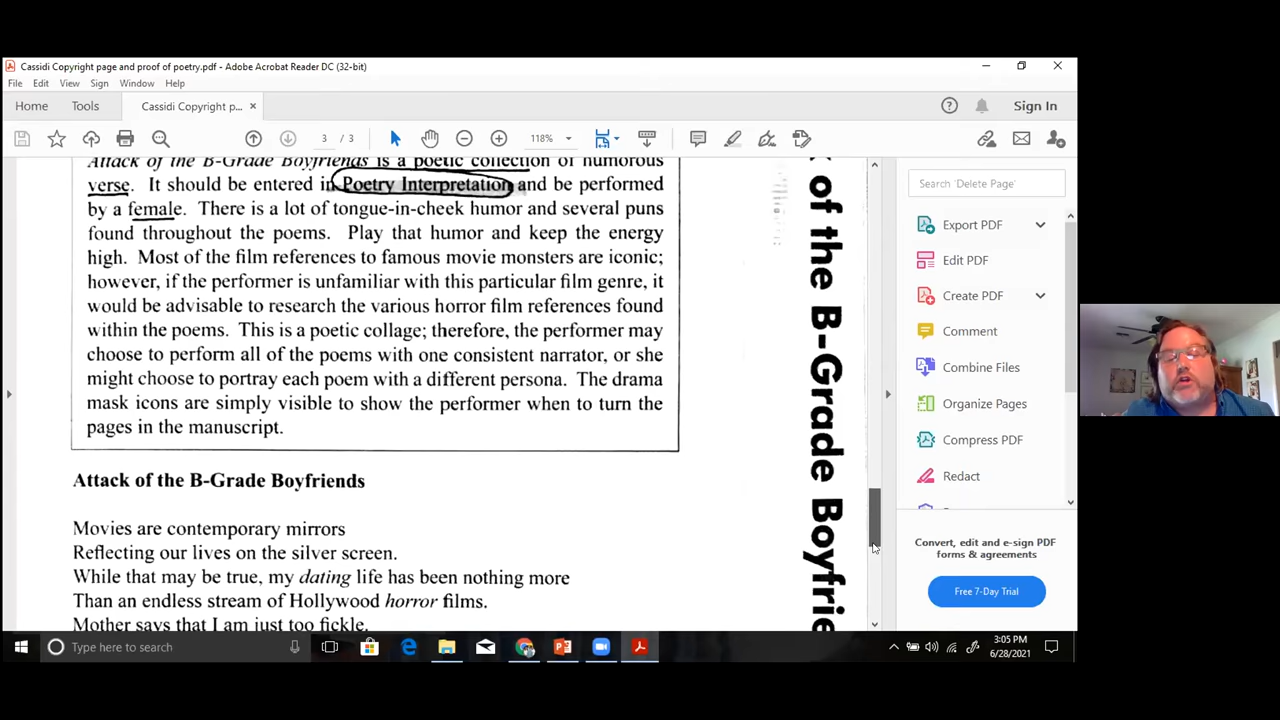 Cassidi Copyright page and proof of poetry.pdf - Adobe Acrobat Reader DC (32-bit)
File Edit View Sign Window Help
Home Tools Cassidi Copyright p... × Sign In
3 / 3 118%
Attack of the B-Grade Boyfriends is a poetic collection of humorous
verse. It should be entered in Poetry Interpretation and be performed
by a female. There is a lot of tongue-in-cheek humor and several puns
found throughout the poems. Play that humor and keep the energy
high. Most of the film references to famous movie monsters are iconic;
however, if the performer is unfamiliar with this particular film genre, it
would be advisable to research the various horror film references found
within the poems. This is a poetic collage; therefore, the performer may
choose to perform all of the poems with one consistent narrator, or she
might choose to portray each poem with a different persona. The drama
mask icons are simply visible to show the performer when to turn the
pages in the manuscript.
Attack of the B-Grade Boyfriends
Movies are contemporary mirrors
Reflecting our lives on the silver screen.
While that may be true, my dating life has been nothing more
Than an endless stream of Hollywood horror films.
Mother says that I am just too fickle.
of the B-Grade Boyfrie
Search 'Delete Page'
Export PDF
Edit PDF
Create PDF
Comment
Combine Files
Organize Pages
Compress PDF
Redact
Convert, edit and e-sign PDF
forms & agreements
Free 7-Day Trial
Type here to search
3:05 PM
6/28/2021